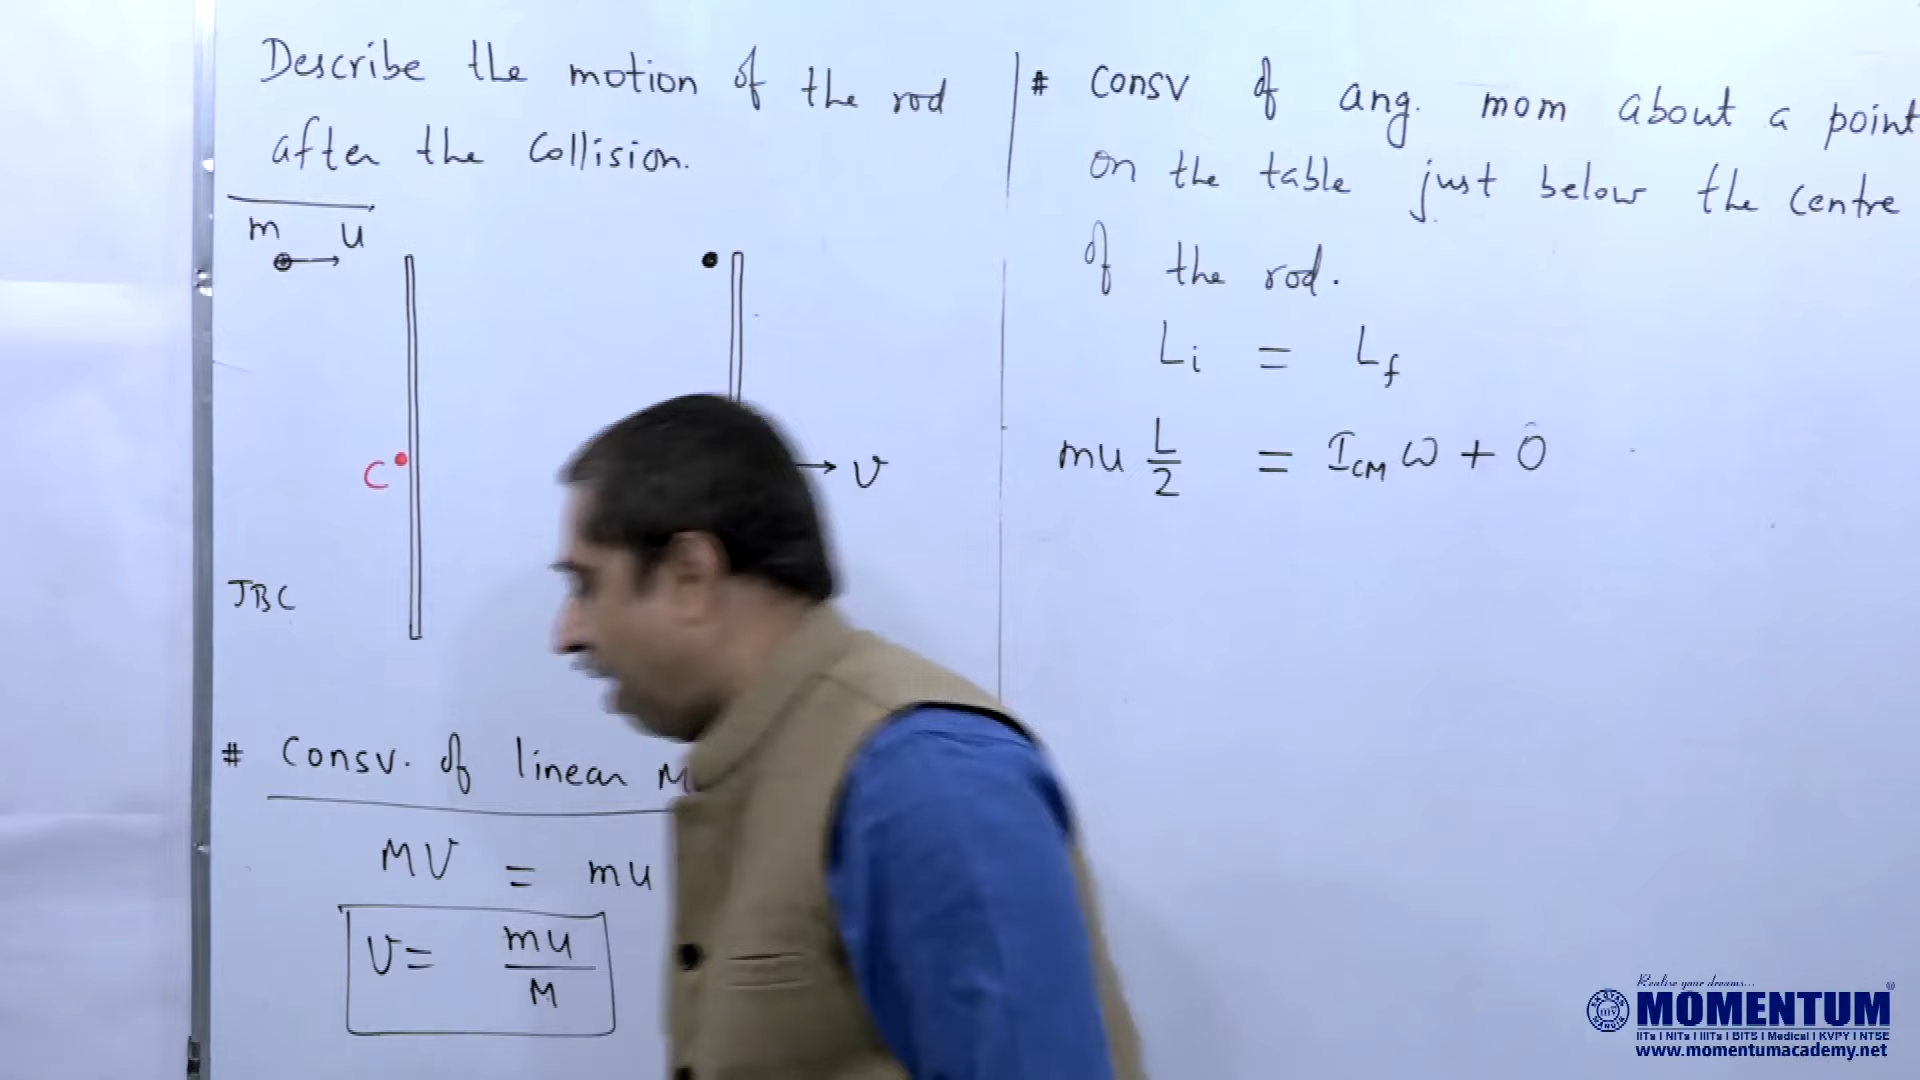 Describe the motion of the rod
after the collision.
m u
C
v
JBC
# Consv. of linear
MV = mu
V = mu
M
# Consv of ang. mom about a point
on the table just below the centre
of the rod.
Li = Lf
mu L/2 = ICM ω + 0
Realise your dreams...
MOMENTUM
IITs | NITs | IIITs | BITS | Medical | KVPY | NTSE
www.momentumacademy.net